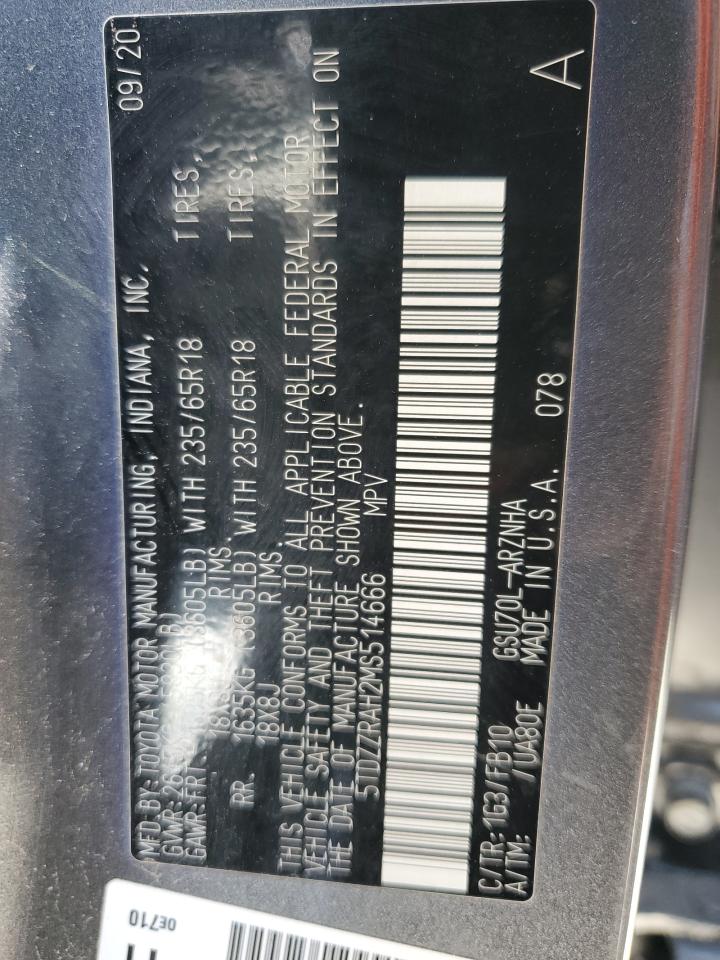 MFD BY: TOYOTA MOTOR MANUFACTURING, INDIANA, INC. 09/20
GVWR:
GAWR: FRT. (3605LB) WITH 235/65R18 TIRES,
RIMS,
RR. 1635KG (3605LB) WITH 235/65R18 TIRES,
18X8J RIMS.
THIS VEHICLE CONFORMS TO ALL APPLICABLE FEDERAL MOTOR
VEHICLE SAFETY AND THEFT PREVENTION STANDARDS IN EFFECT ON
THE DATE OF MANUFACTURE SHOWN ABOVE.
5TDZZRAH2MS514666 MPV
C/TR: 1G3/FB10 GSU70L-ARZNHA 078 A
A/TM: /UA80E MADE IN U.S.A.
0E710